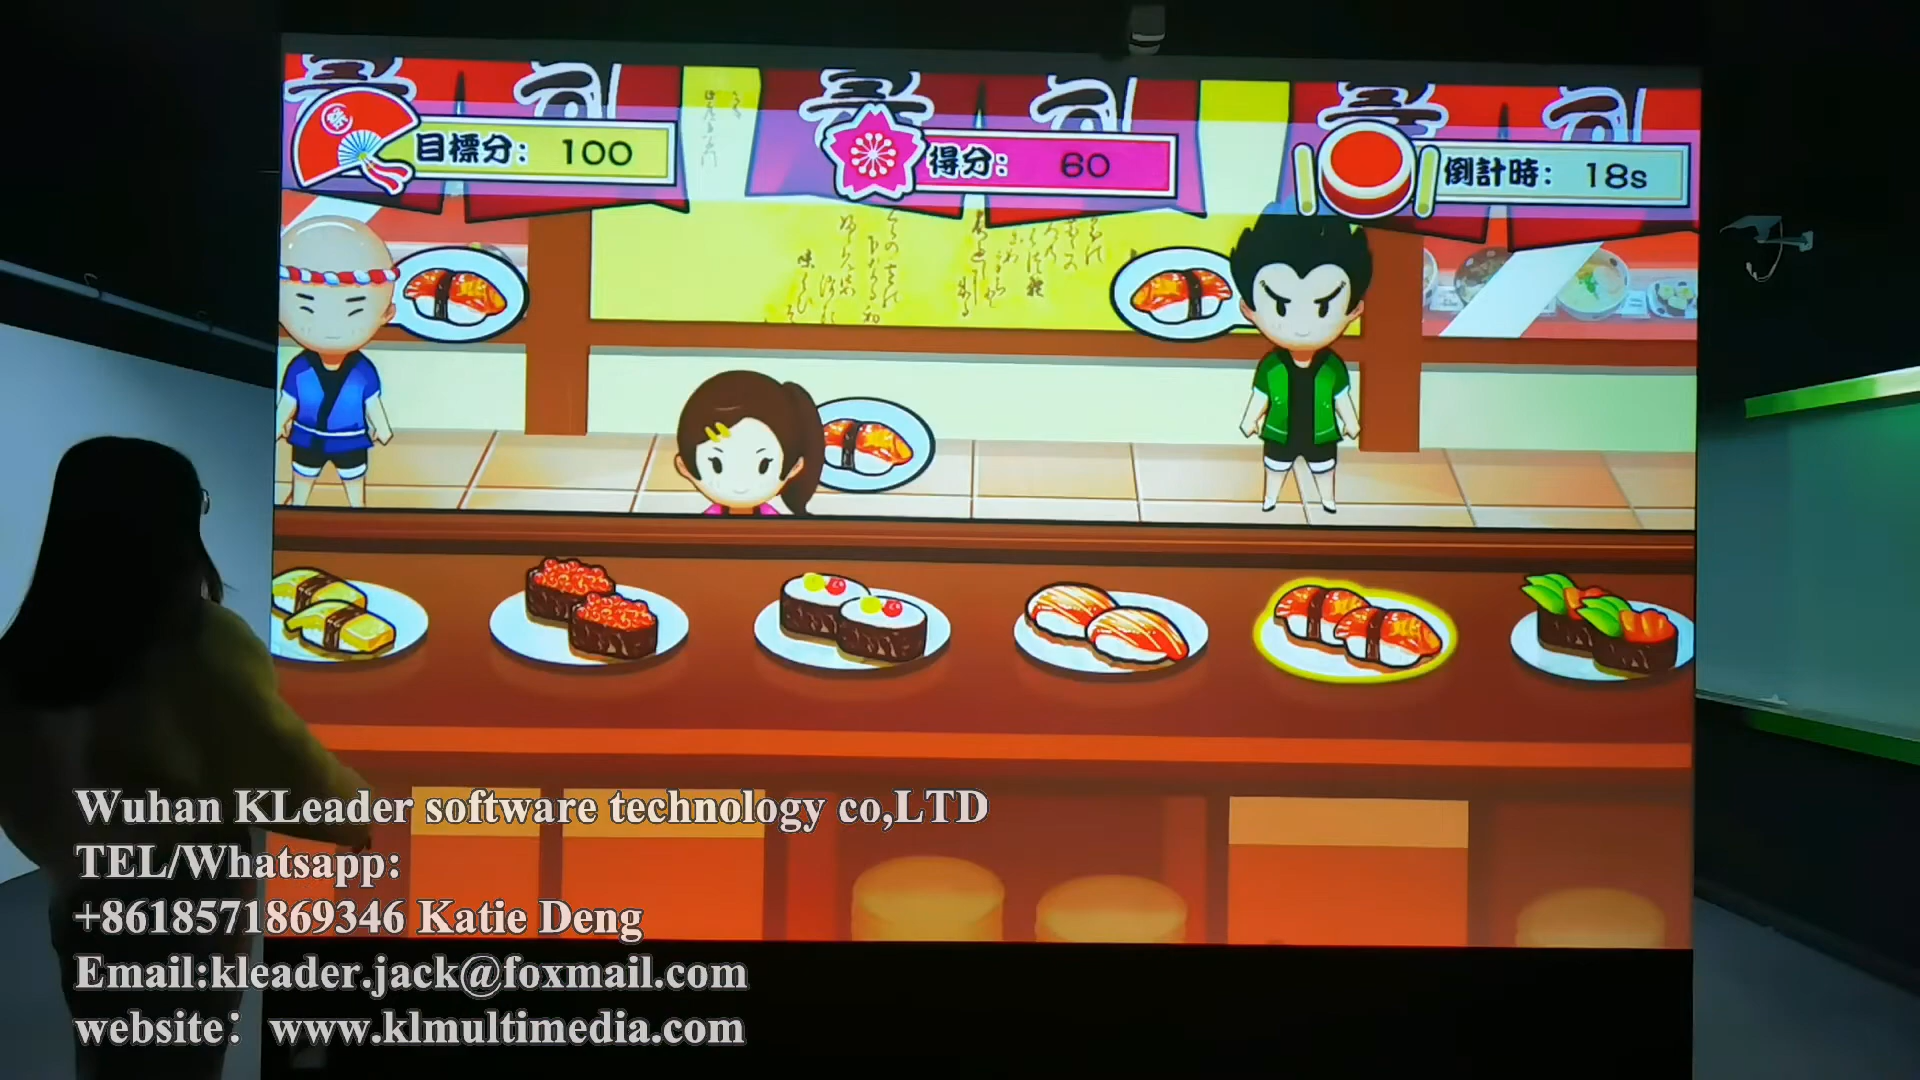 目標分： 100
得分： 60
倒計時： 18s
祭
Wuhan KLeader software technology co,LTD
TEL/Whatsapp:
+8618571869346 Katie Deng
Email:kleader.jack@foxmail.com
website：www.klmultimedia.com